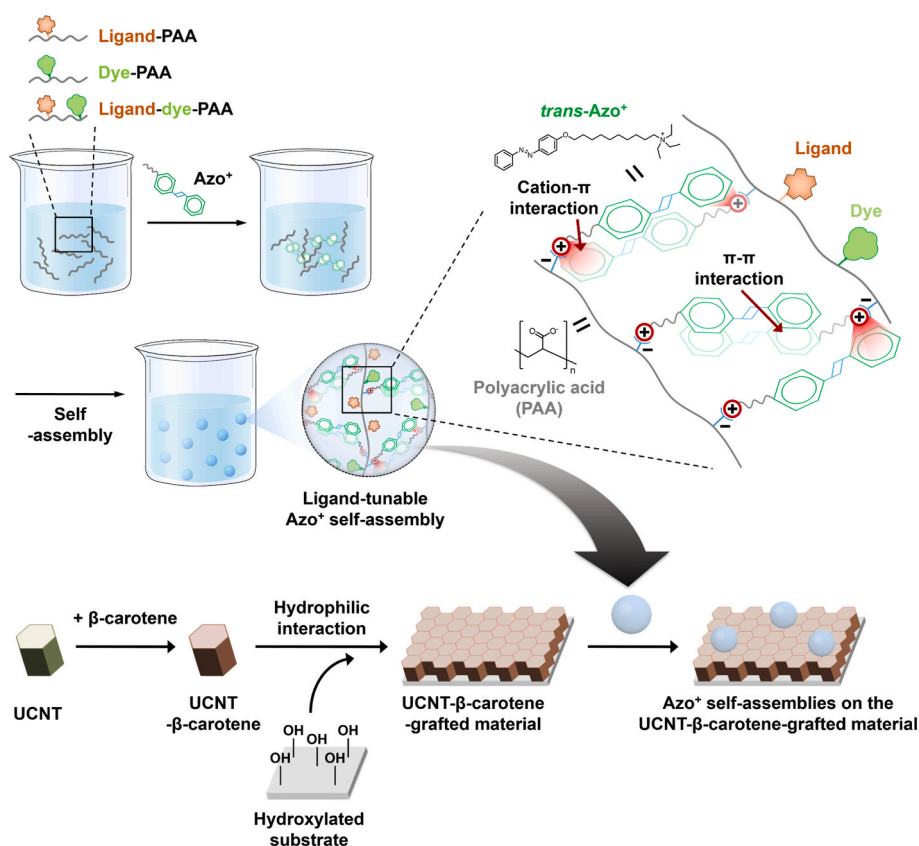 Ligand-PAA
Dye-PAA
Ligand-dye-PAA
Azo⁺
trans-Azo⁺
O
N
N
N⁺
Cation-π
interaction
Ligand
Dye
π-π
interaction
+
+
+
+
+
−
−
−
−
O
O⁻
n
Polyacrylic acid
(PAA)
Self
-assembly
Ligand-tunable
Azo⁺ self-assembly
+ β-carotene
Hydrophilic
interaction
UCNT
UCNT
-β-carotene
UCNT-β-carotene
-grafted material
Azo⁺ self-assemblies on the
UCNT-β-carotene-grafted material
OH
OH
OH
OH
OH
Hydroxylated
substrate